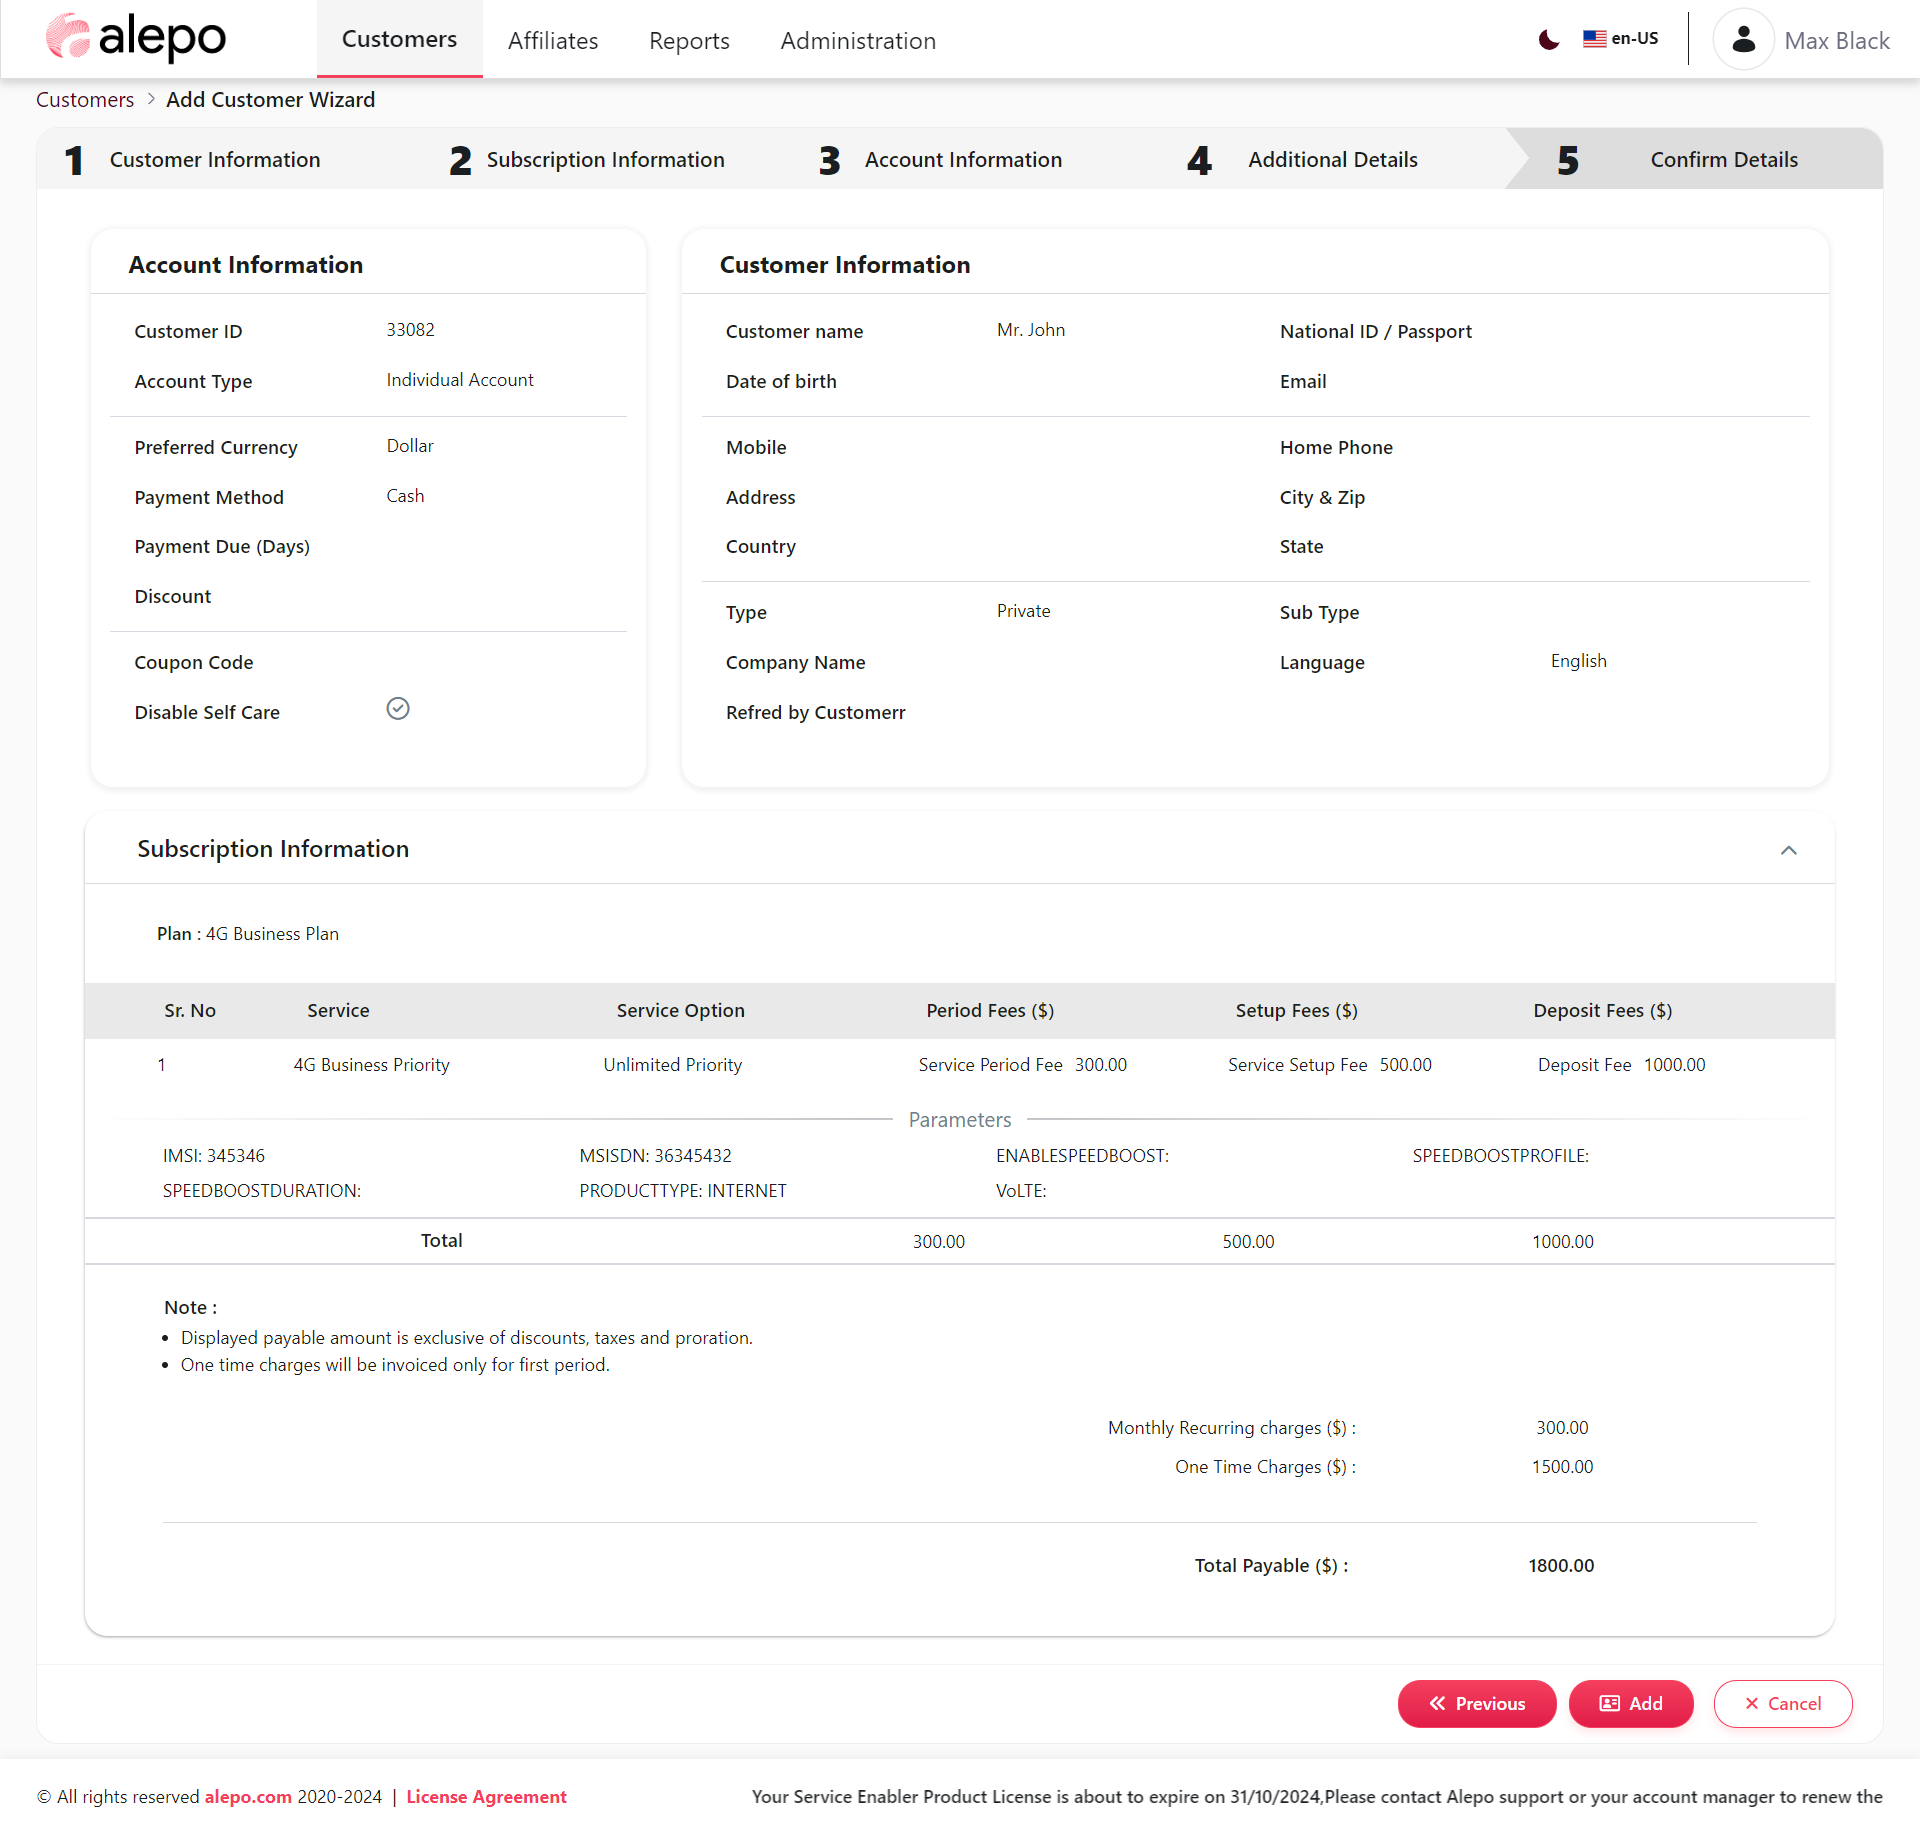 alepo
Customers
Affiliates
Reports
Administration
en-US
Max Black
Customers > Add Customer Wizard
1 Customer Information
2 Subscription Information
3 Account Information
4 Additional Details
5 Confirm Details
Account Information
Customer ID 33082
Account Type Individual Account
Preferred Currency Dollar
Payment Method Cash
Payment Due (Days)
Discount
Coupon Code
Disable Self Care
Customer Information
Customer name Mr. John National ID / Passport
Date of birth Email
Mobile Home Phone
Address City & Zip
Country State
Type Private Sub Type
Company Name Language English
Refred by Customerr
Subscription Information
Plan : 4G Business Plan
Sr. No Service Service Option Period Fees ($) Setup Fees ($) Deposit Fees ($)
1 4G Business Priority Unlimited Priority Service Period Fee 300.00 Service Setup Fee 500.00 Deposit Fee 1000.00
Parameters
IMSI: 345346 MSISDN: 36345432 ENABLESPEEDBOOST: SPEEDBOOSTPROFILE:
SPEEDBOOSTDURATION: PRODUCTTYPE: INTERNET VoLTE:
Total 300.00 500.00 1000.00
Note :
• Displayed payable amount is exclusive of discounts, taxes and proration.
• One time charges will be invoiced only for first period.
Monthly Recurring charges ($) : 300.00
One Time Charges ($) : 1500.00
Total Payable ($) : 1800.00
Previous
Add
Cancel
© All rights reserved alepo.com 2020-2024 | License Agreement
Your Service Enabler Product License is about to expire on 31/10/2024,Please contact Alepo support or your account manager to renew the